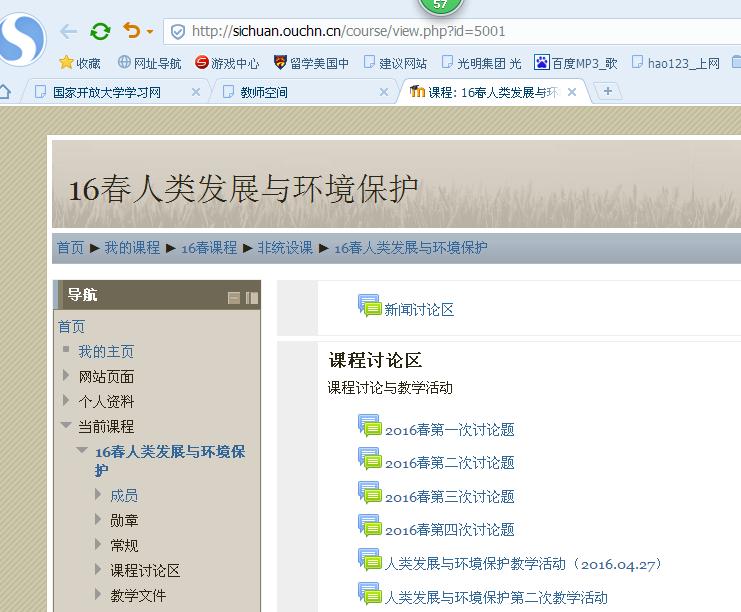 57
http://sichuan.ouchn.cn/course/view.php?id=5001
收藏 网址导航 游戏中心 留学美国中 建议网站 光明集团 光 百度MP3_歌 hao123_上网
国家开放大学学习网 教师空间 课程: 16春人类发展与环
16春人类发展与环境保护
首页 ▶ 我的课程 ▶ 16春课程 ▶ 非统设课 ▶ 16春人类发展与环境保护
导航
首页
我的主页
网站页面
个人资料
当前课程
16春人类发展与环境保
护
成员
勋章
常规
课程讨论区
教学文件
新闻讨论区
课程讨论区
课程讨论与教学活动
2016春第一次讨论题
2016春第二次讨论题
2016春第三次讨论题
2016春第四次讨论题
人类发展与环境保护教学活动（2016.04.27）
人类发展与环境保护第二次教学活动